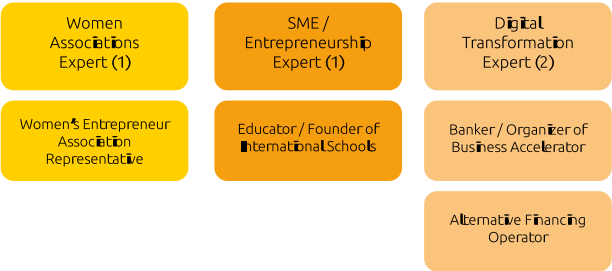 Women
Associations
Expert (1)
SME /
Entrepreneurship
Expert (1)
Digital
Transformation
Expert (2)
Women's Entrepreneur
Association
Representative
Educator / Founder of
International Schools
Banker / Organizer of
Business Accelerator
Alternative Financing
Operator